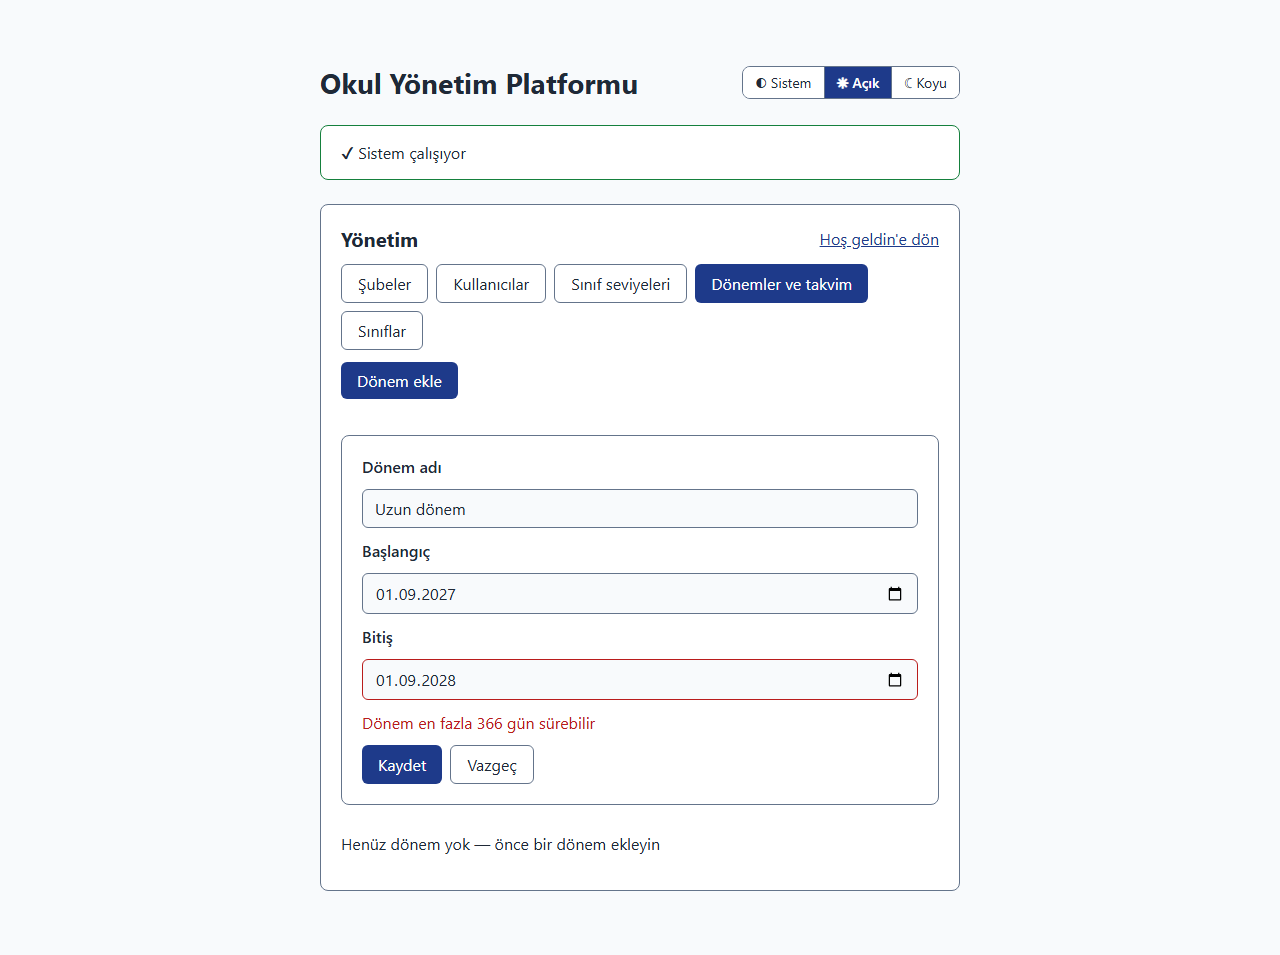 Okul Yönetim Platformu
◐ Sistem
❋ Açık
☾ Koyu
✓ Sistem çalışıyor
Yönetim
Hoş geldin'e dön
Şubeler
Kullanıcılar
Sınıf seviyeleri
Dönemler ve takvim
Sınıflar
Dönem ekle
Dönem adı
Uzun dönem
Başlangıç
01.09.2027
Bitiş
01.09.2028
Dönem en fazla 366 gün sürebilir
Kaydet
Vazgeç
Henüz dönem yok — önce bir dönem ekleyin